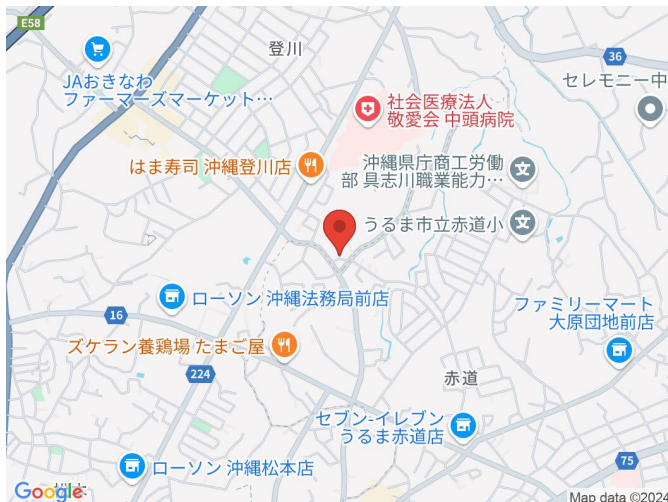 E58
登川
36
JAおきなわ
ファーマーズマーケット…
社会医療法人
敬愛会 中頭病院
セレモニー中
はま寿司 沖縄登川店
沖縄県庁商工労働
部 具志川職業能力…
うるま市立赤道小
ローソン 沖縄法務局前店
16
ズケラン養鶏場 たまご屋
ファミリーマート
大原団地前店
224
赤道
セブン-イレブン
うるま赤道店
75
ローソン 沖縄松本店
Google
Map data ©2024